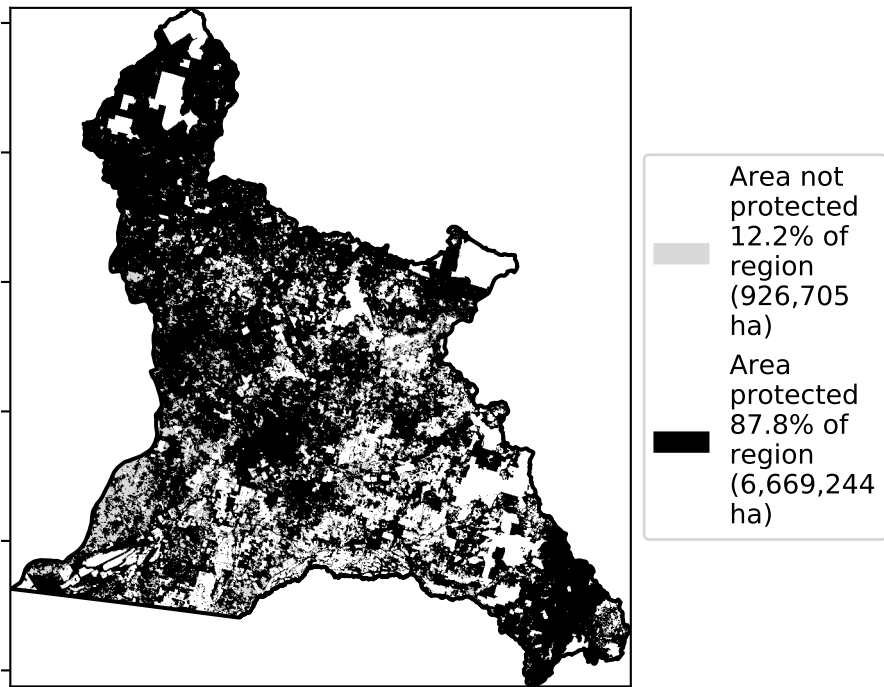 Area not
protected
12.2% of
region
(926,705
ha)
Area
protected
87.8% of
region
(6,669,244
ha)